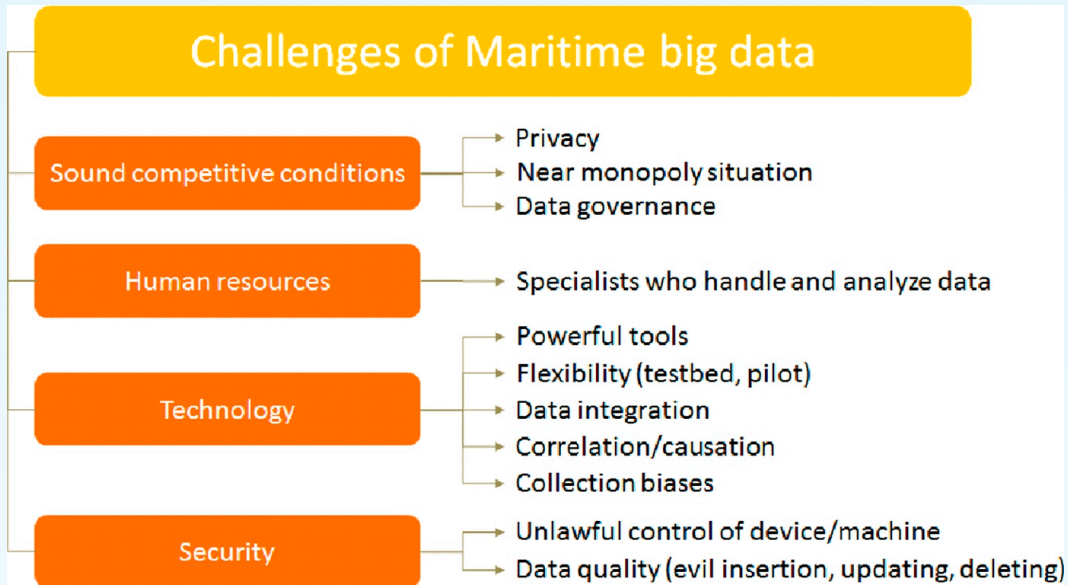 Challenges of Maritime big data
Sound competitive conditions
Privacy
Near monopoly situation
Data governance
Human resources
Specialists who handle and analyze data
Technology
Powerful tools
Flexibility (testbed, pilot)
Data integration
Correlation/causation
Collection biases
Security
Unlawful control of device/machine
Data quality (evil insertion, updating, deleting)